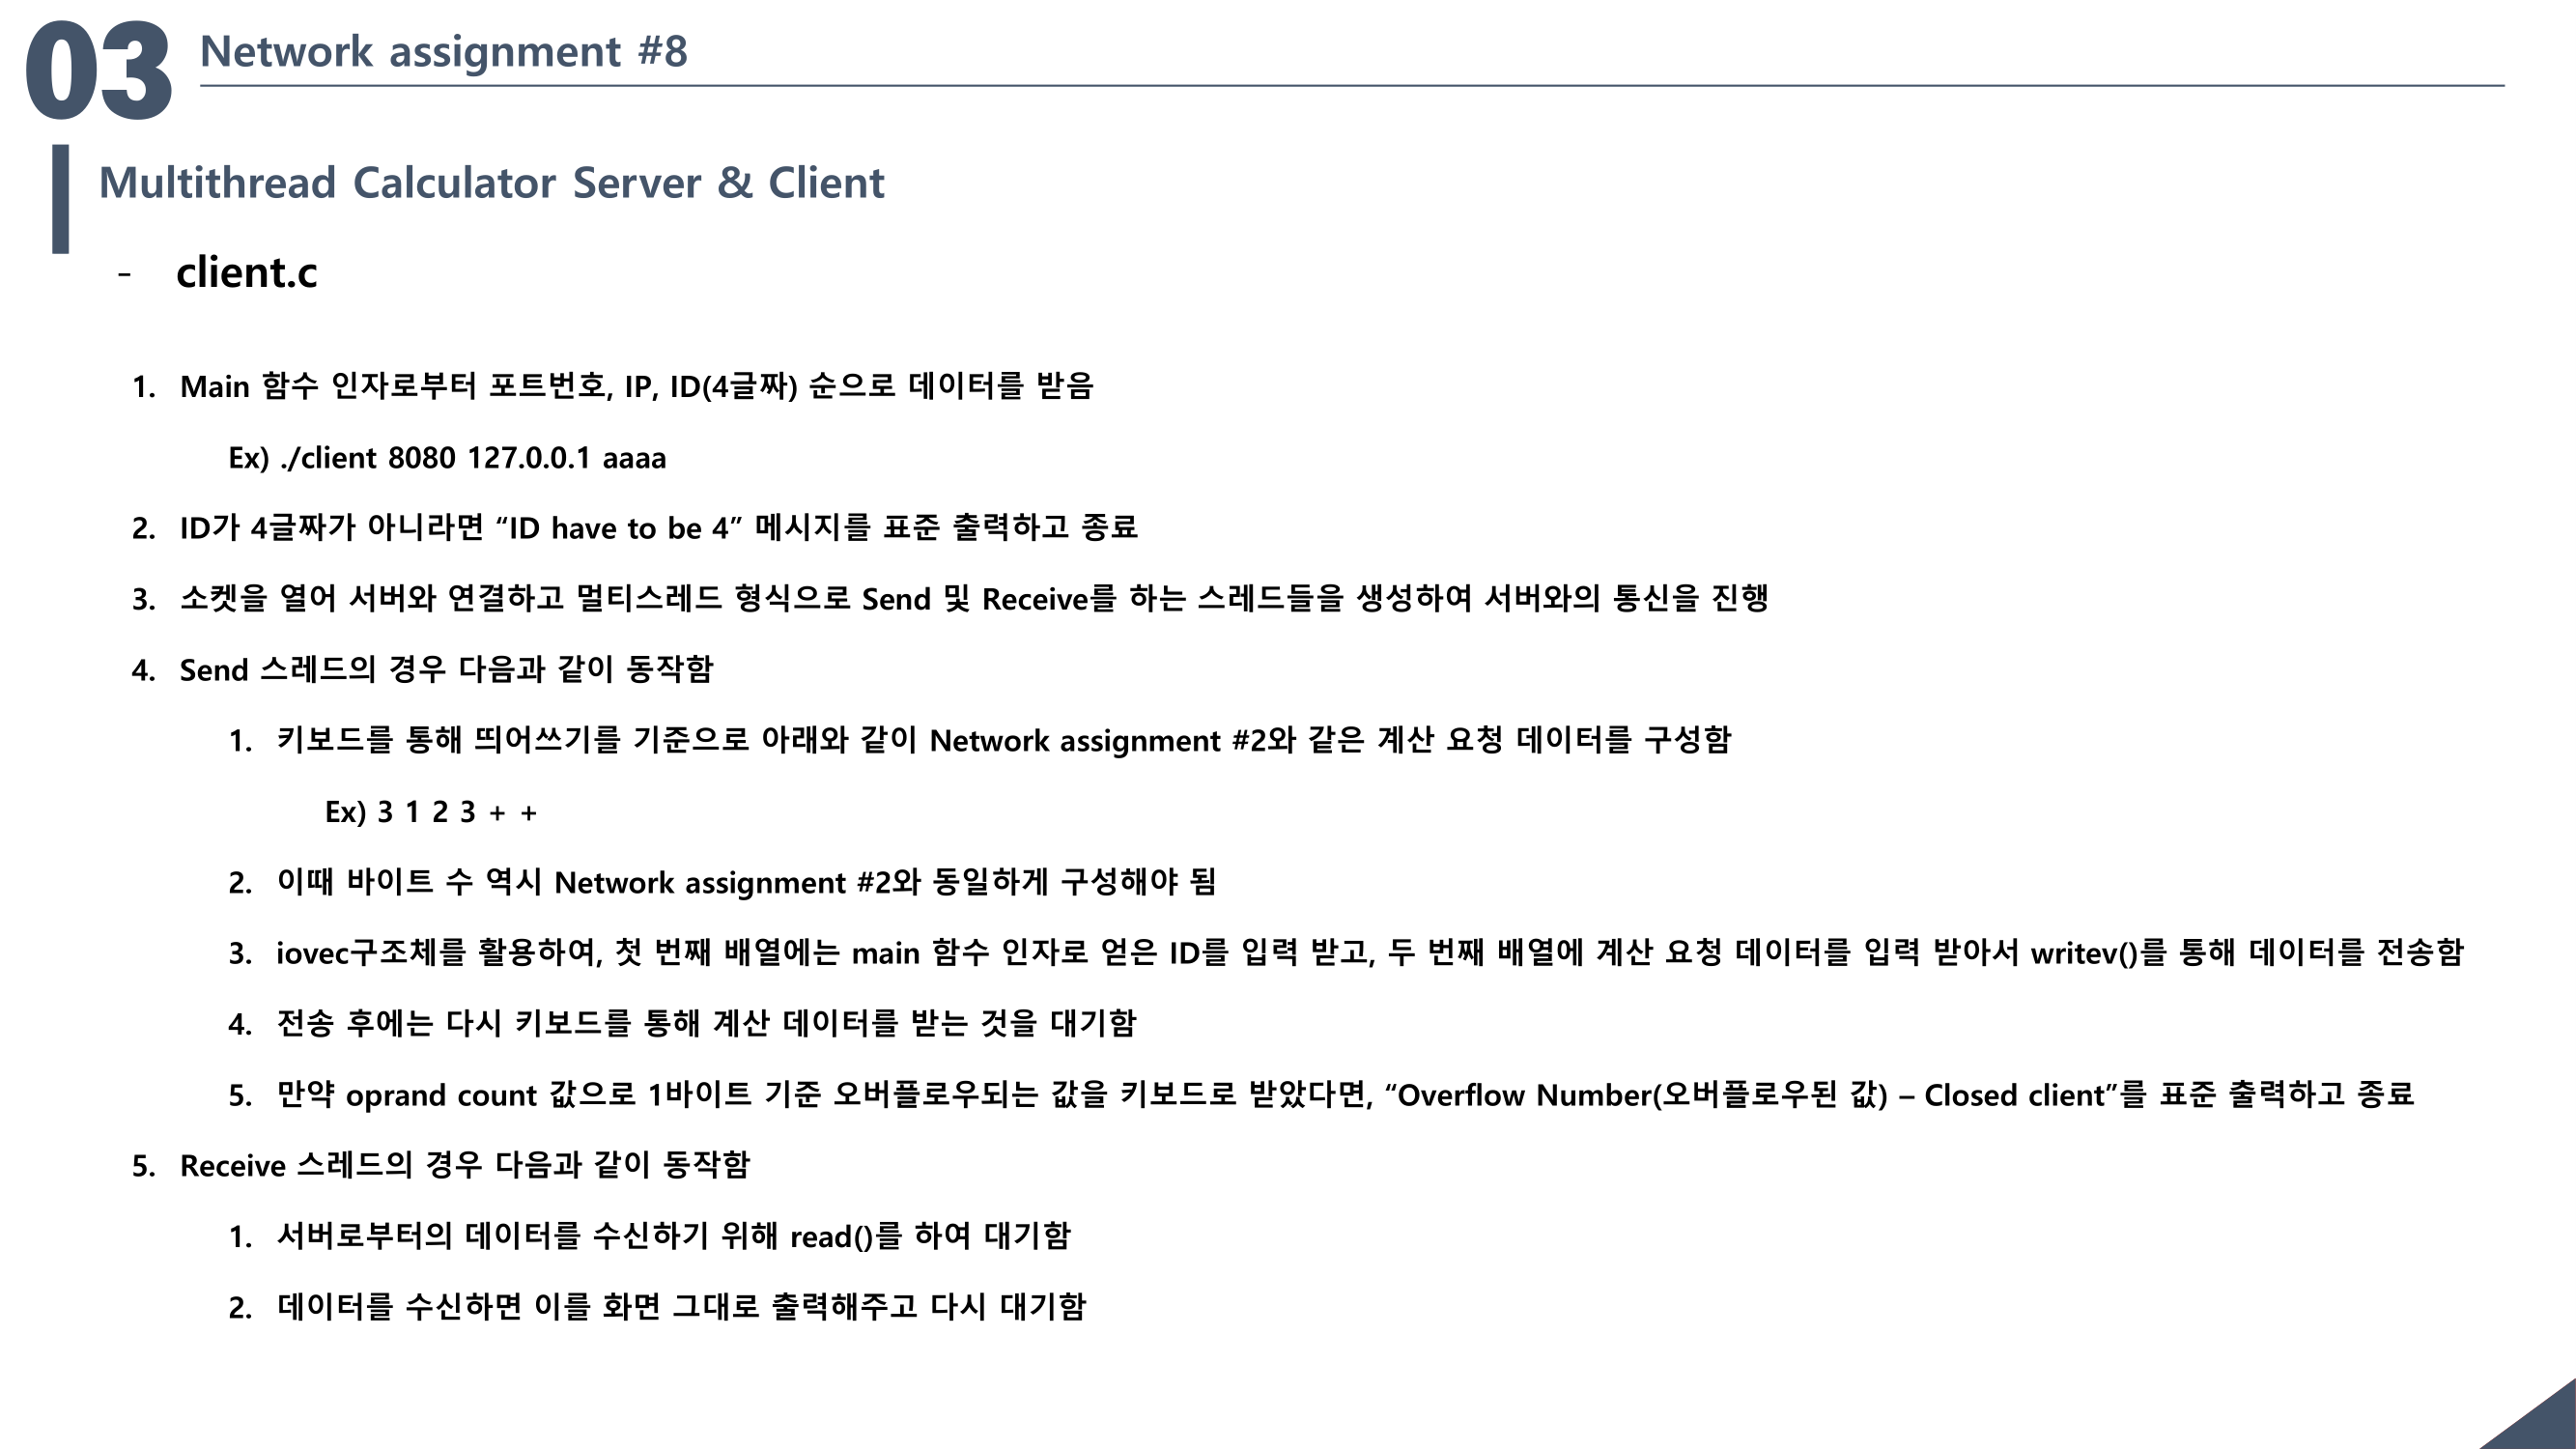 03 Network assignment #8
Multithread Calculator Server & Client
- client.c
1. Main 함수 인자로부터 포트번호, IP, ID(4글짜) 순으로 데이터를 받음
Ex) ./client 8080 127.0.0.1 aaaa
2. ID가 4글짜가 아니라면 “ID have to be 4” 메시지를 표준 출력하고 종료
3. 소켓을 열어 서버와 연결하고 멀티스레드 형식으로 Send 및 Receive를 하는 스레드들을 생성하여 서버와의 통신을 진행
4. Send 스레드의 경우 다음과 같이 동작함
1. 키보드를 통해 띄어쓰기를 기준으로 아래와 같이 Network assignment #2와 같은 계산 요청 데이터를 구성함
Ex) 3 1 2 3 + +
2. 이때 바이트 수 역시 Network assignment #2와 동일하게 구성해야 됨
3. iovec구조체를 활용하여, 첫 번째 배열에는 main 함수 인자로 얻은 ID를 입력 받고, 두 번째 배열에 계산 요청 데이터를 입력 받아서 writev()를 통해 데이터를 전송함
4. 전송 후에는 다시 키보드를 통해 계산 데이터를 받는 것을 대기함
5. 만약 oprand count 값으로 1바이트 기준 오버플로우되는 값을 키보드로 받았다면, “Overflow Number(오버플로우된 값) – Closed client”를 표준 출력하고 종료
5. Receive 스레드의 경우 다음과 같이 동작함
1. 서버로부터의 데이터를 수신하기 위해 read()를 하여 대기함
2. 데이터를 수신하면 이를 화면 그대로 출력해주고 다시 대기함